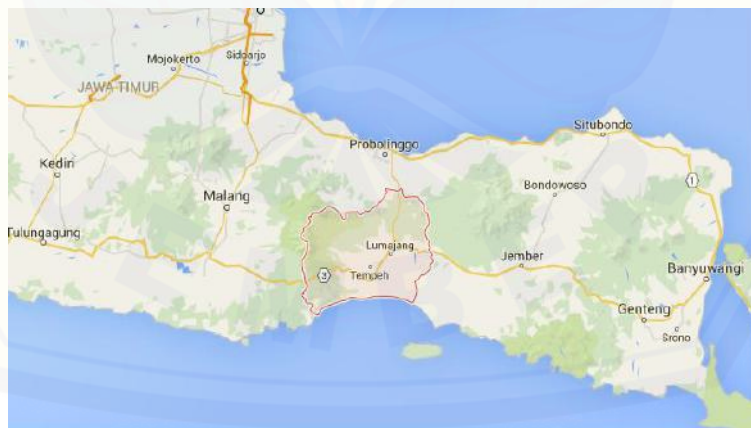 Mojokerto
Sidoarjo
JAWA TIMUR
Situbondo
Probolinggo
Kediri
Bondowoso
1
Malang
Tulungagung
Lumajang
Jember
3
Tempeh
Banyuwangi
Genteng
Srono